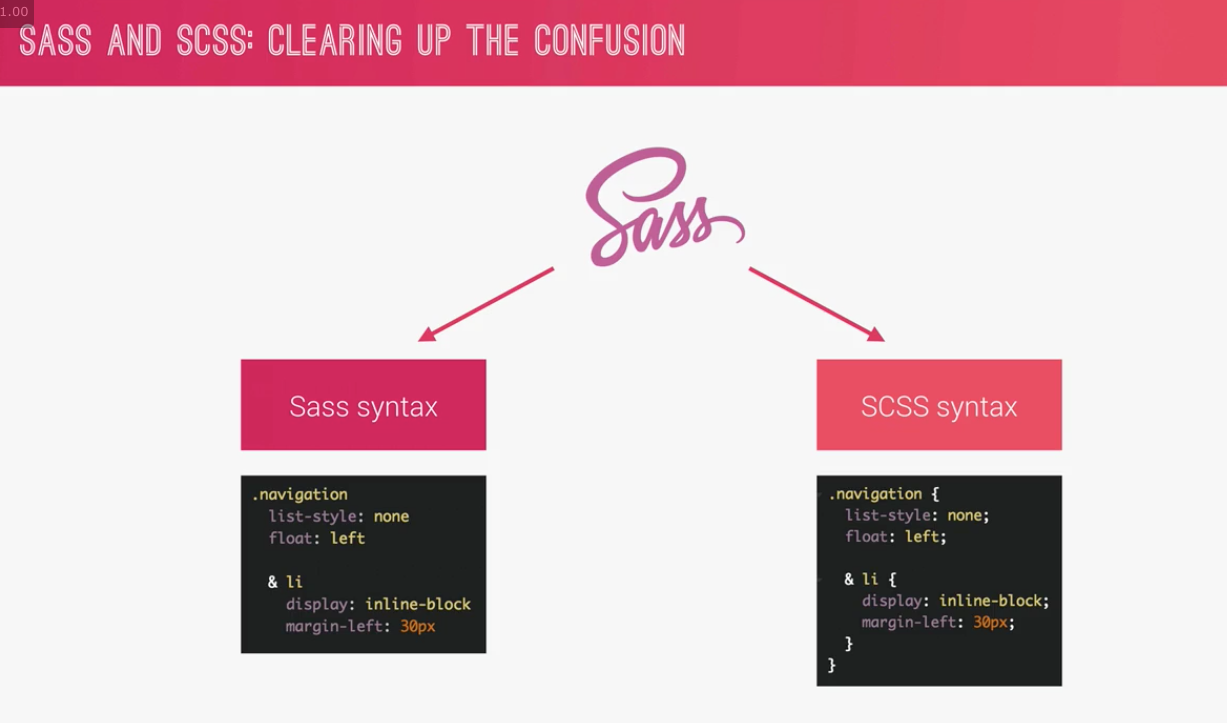 1.00
SASS AND SCSS: CLEARING UP THE CONFUSION
Sass
Sass syntax
.navigation
  list-style: none
  float: left

  & li
    display: inline-block
    margin-left: 30px
SCSS syntax
.navigation {
  list-style: none;
  float: left;

  & li {
    display: inline-block;
    margin-left: 30px;
  }
}